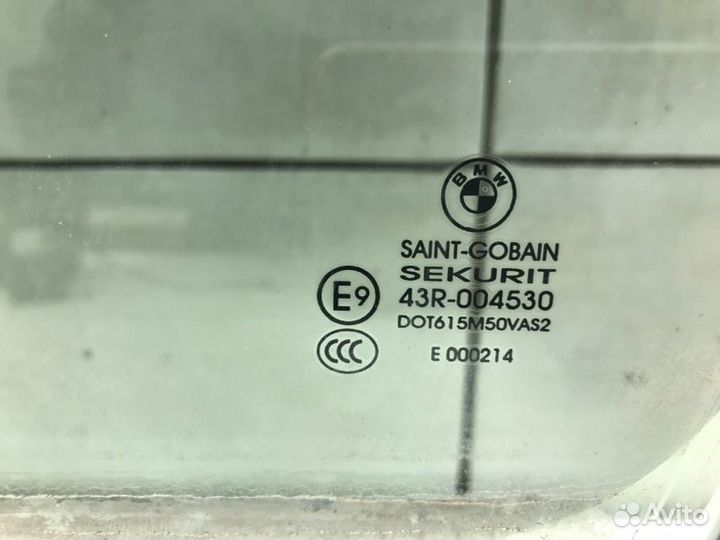 BMW
SAINT-GOBAIN
SEKURIT
E9 43R-004530
DOT615M50VAS2
CCC E 000214
Avito